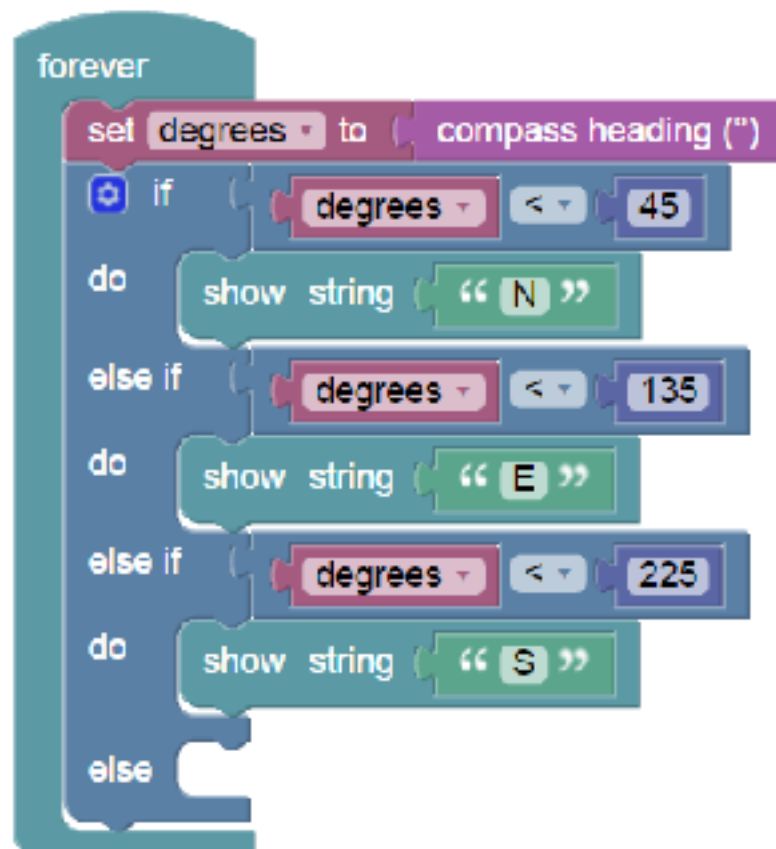 forever
set degrees to compass heading (°)
if degrees < 45
do show string “ N ”
else if degrees < 135
do show string “ E ”
else if degrees < 225
do show string “ S ”
else